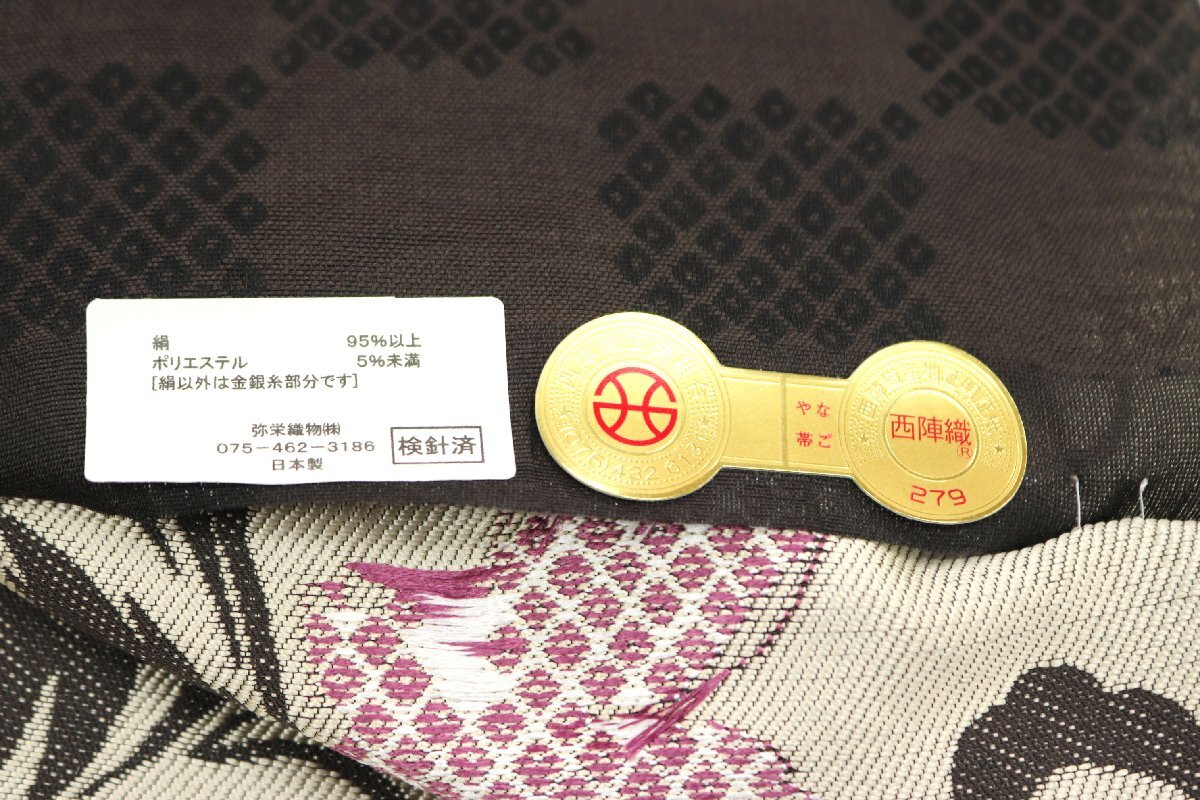 絹 95%以上
ポリエステル 5%未満
[絹以外は金銀糸部分です]
弥栄織物㈱
075-462-3186
日本製
検針済
なご
や帯
西陣織
®
279